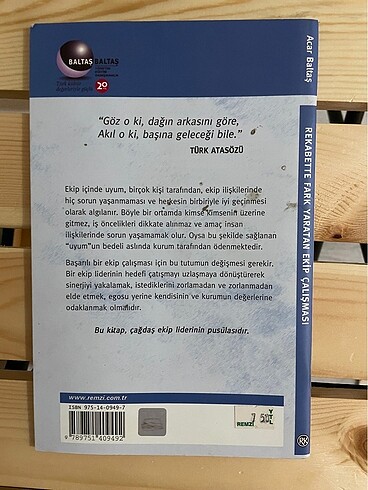 BALTAŞ BALTAŞ
20
"Göz o ki, dağın arkasını göre,
Akıl o ki, başına geleceği bile."
TÜRK ATASÖZÜ
Ekip içinde uyum, birçok kişi tarafından, ekip ilişkilerinde
hiç sorun yaşanmaması ve herkesin birbiriyle iyi geçinmesi
olarak algılanır. Böyle bir ortamda kimse kimsenin üzerine
gitmez, iş öncelikleri dikkate alınmaz ve amaç insan
ilişkilerinde sorun yaşamamak olur. Oysa bu şekilde sağlanan
"uyum"un bedeli aslında kurum tarafından ödenmektedir.
Başarılı bir ekip çalışması için bu tutumun değişmesi gerekir.
Bir ekip liderinin hedefi çatışmayı uzlaşmaya dönüştürerek
sinerjiyi yakalamak, istediklerini zorlamadan ve zorlanmadan
elde etmek, egosu yerine kendisinin ve kurumun değerlerine
odaklanmak olmalıdır.
Bu kitap, çağdaş ekip liderinin pusulasıdır.
www.remzi.com.tr
ISBN 975-14-0949-7
9 789751 409492
REMZİ
YTL
Acar Baltaş
REKABETTE FARK YARATAN EKİP ÇALIŞMASI
RK